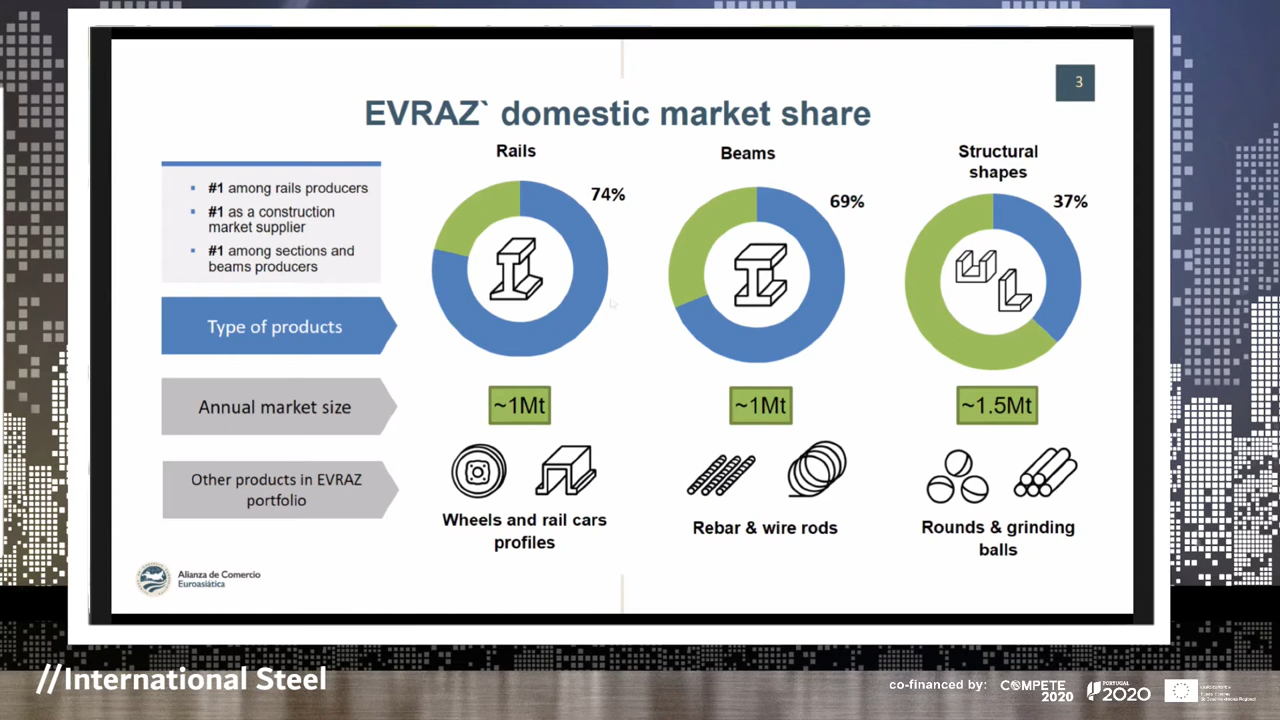 3
EVRAZ` domestic market share
#1 among rails producers
#1 as a construction
market supplier
#1 among sections and
beams producers
Rails
74%
Beams
69%
Structural
shapes
37%
Type of products
Annual market size
~1Mt
~1Mt
~1.5Mt
Other products in EVRAZ
portfolio
Wheels and rail cars
profiles
Rebar & wire rods
Rounds & grinding
balls
Alianza de Comercio
Euroasiática
//International Steel
co-financed by:
COMPETE
2020
PORTUGAL
2020